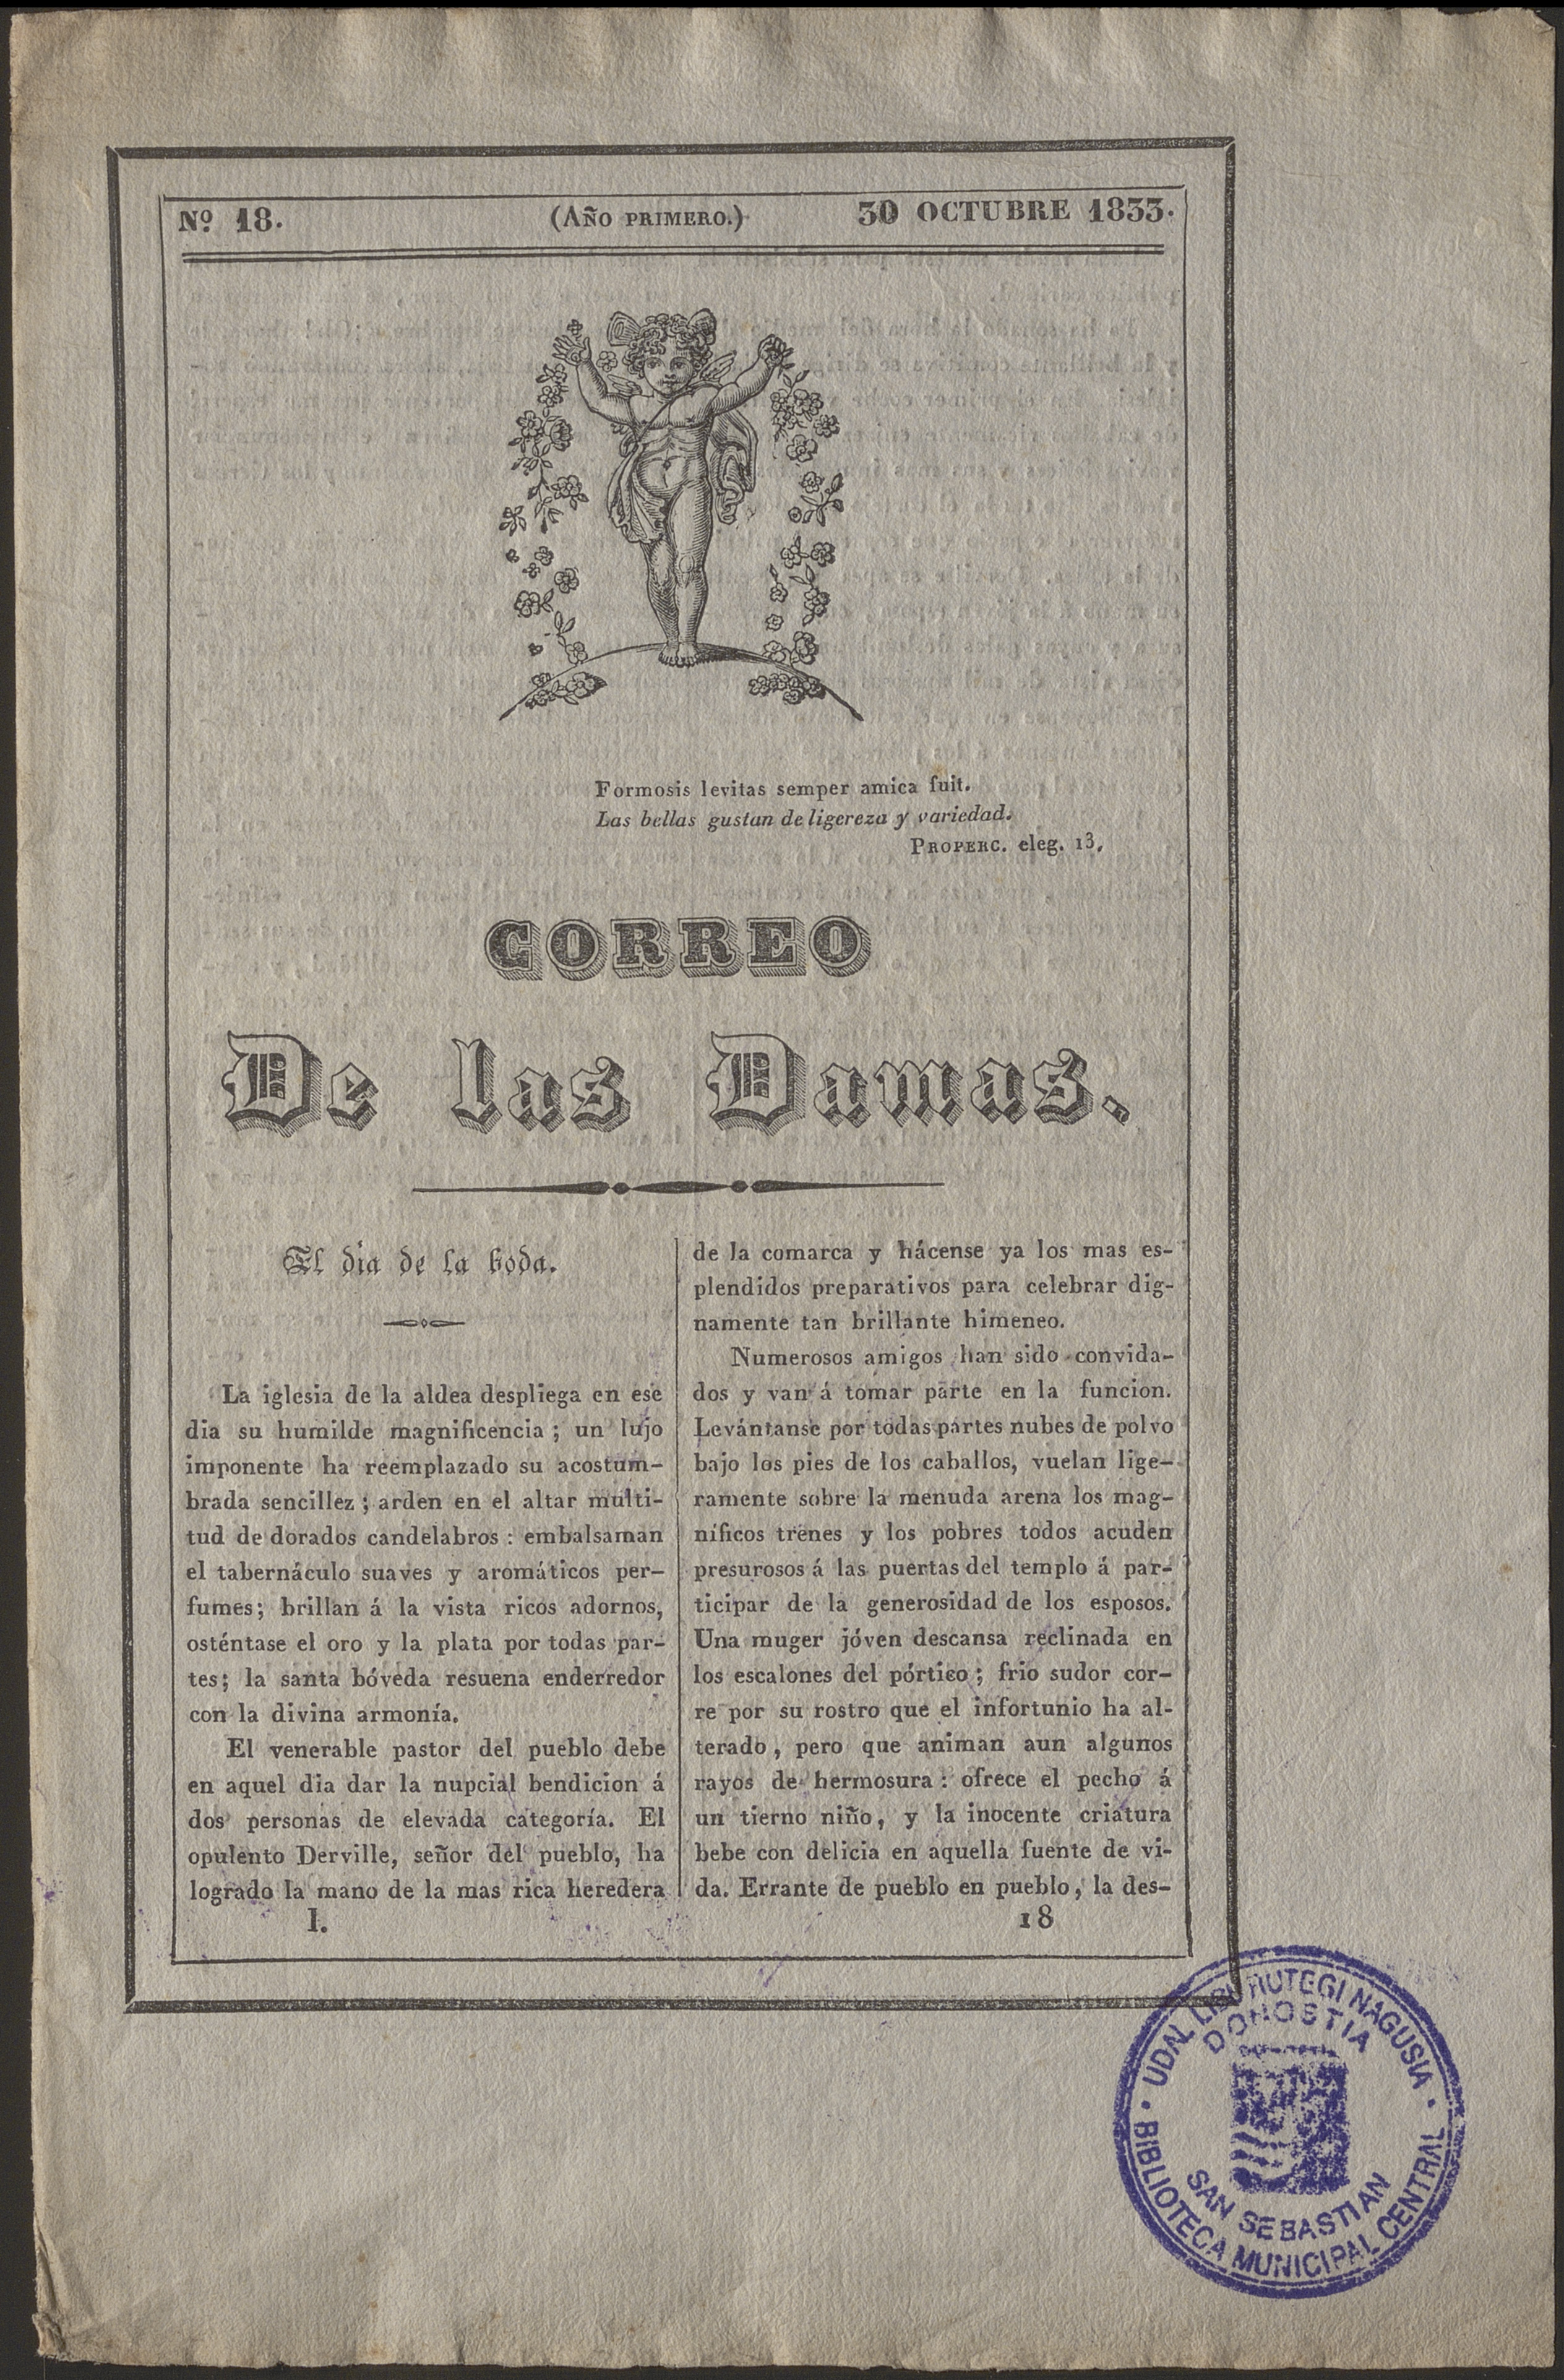 Nº 18.
(AÑO PRIMERO.)
30 OCTUBRE 1833.
Formosis levitas semper amica fuit.
Las bellas gustan de ligereza y variedad.
PROPERC. eleg. 13.
CORREO
De las Damas.
El dia de la boda.
La iglesia de la aldea despliega en ese
dia su humilde magnificencia; un lujo
imponente ha reemplazado su acostum-
brada sencillez; arden en el altar multi-
tud de dorados candelabros: embalsaman
el tabernáculo suaves y aromáticos per-
fumes; brillan á la vista ricos adornos,
osténtase el oro y la plata por todas par-
tes; la santa bóveda resuena enderredor
con la divina armonía.
El venerable pastor del pueblo debe
en aquel dia dar la nupcial bendicion á
dos personas de elevada categoría. El
opulento Derville, señor del pueblo, ha
logrado la mano de la mas rica heredera
de la comarca y hácense ya los mas es-
plendidos preparativos para celebrar dig-
namente tan brillante himeneo.
Numerosos amigos han sido convida-
dos y van á tomar parte en la funcion.
Levántanse por todas partes nubes de polvo
bajo los pies de los caballos, vuelan lige-
ramente sobre la menuda arena los mag-
níficos trenes y los pobres todos acuden
presurosos á las puertas del templo á par-
ticipar de la generosidad de los esposos.
Una muger jóven descansa reclinada en
los escalones del pórtico; frio sudor cor-
re por su rostro que el infortunio ha al-
terado, pero que animan aun algunos
rayos de hermosura: ofrece el pecho á
un tierno niño, y la inocente criatura
bebe con delicia en aquella fuente de vi-
da. Errante de pueblo en pueblo, la des-
I.
18
UDAL LIBURUTEGI NAGUSIA
DONOSTIA
SAN SEBASTIAN
BIBLIOTECA MUNICIPAL CENTRAL